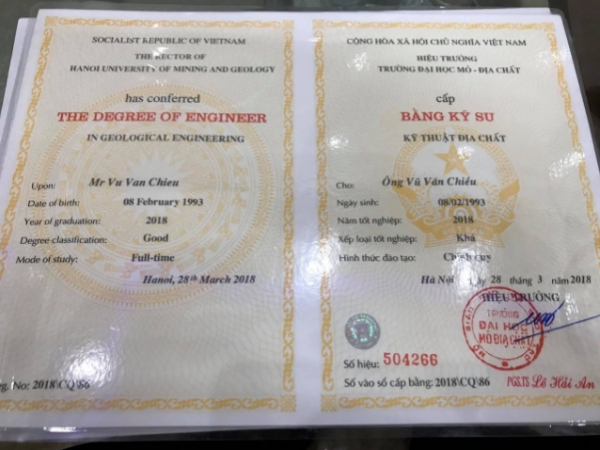 SOCIALIST REPUBLIC OF VIETNAM
THE RECTOR OF
HANOI UNIVERSITY OF MINING AND GEOLOGY
has conferred
THE DEGREE OF ENGINEER
IN GEOLOGICAL ENGINEERING
Upon: Mr Vu Van Chieu
Date of birth: 08 February 1993
Year of graduation: 2018
Degree classification: Good
Mode of study: Full-time
Hanoi, 28th March 2018
No: 2018\CQ\86
CỘNG HÒA XÃ HỘI CHỦ NGHĨA VIỆT NAM
HIỆU TRƯỞNG
TRƯỜNG ĐẠI HỌC MỎ - ĐỊA CHẤT
cấp
BẰNG KỸ SƯ
KỸ THUẬT ĐỊA CHẤT
Cho: Ông Vũ Văn Chiều
Ngày sinh: 08/02/1993
Năm tốt nghiệp: 2018
Xếp loại tốt nghiệp: Khá
Hình thức đào tạo: Chính quy
Hà Nội 28 tháng 3 năm 2018
HIỆU TRƯỞNG
TRƯỜNG
ĐẠI HỌC
MỎ ĐỊA CHẤT
Số hiệu: 504266
Số vào sổ cấp bằng: 2018\CQ\86
PGS.TS Lê Hải An